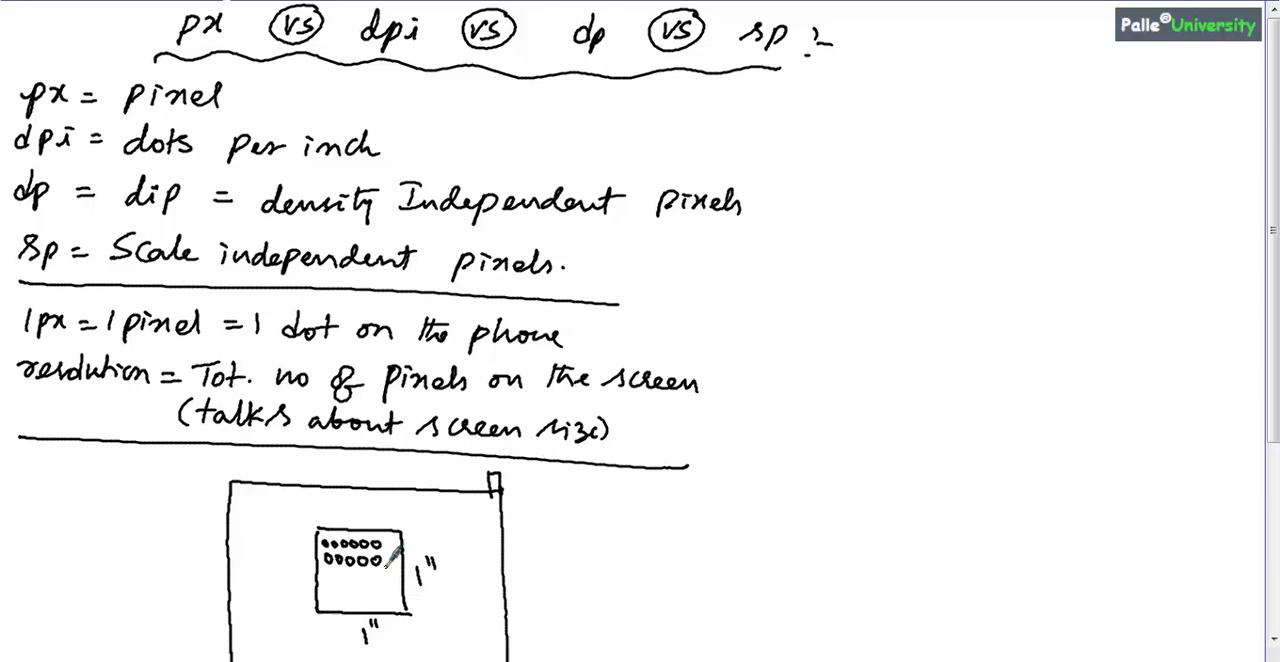 px vs dpi vs dp vs sp :-
Palle®University
px = pixel
dpi = dots per inch
dp = dip = density Independent pixels
sp = Scale independent pixels.
1px = 1 pixel = 1 dot on the phone
resolution = Tot. no of pixels on the screen
(talks about screen size)
1"
1"